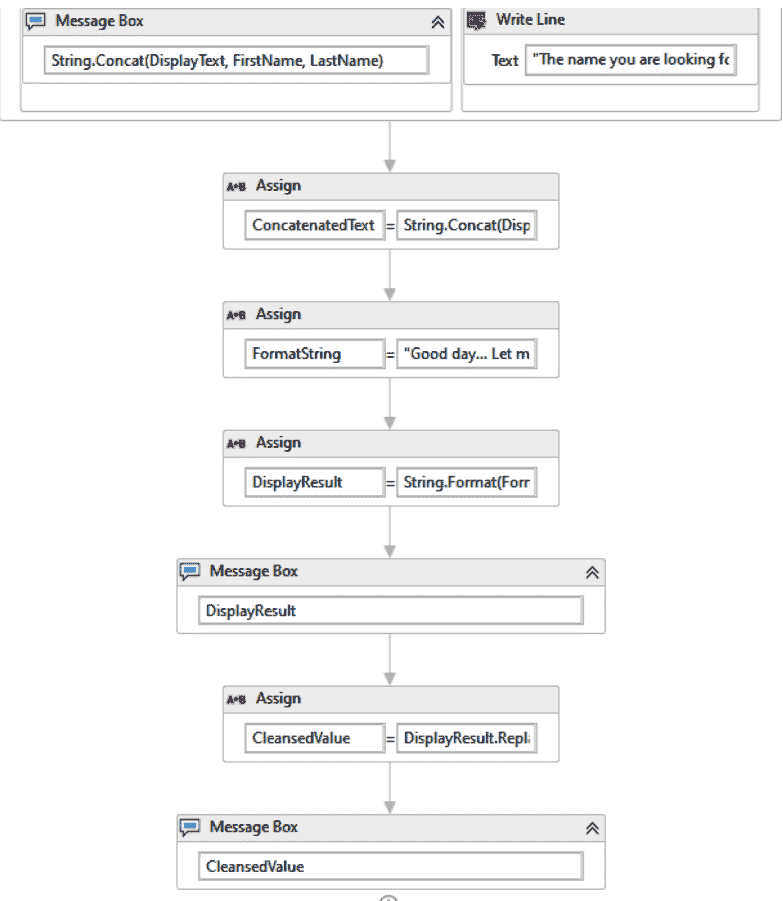 Message Box
String.Concat(DisplayText, FirstName, LastName)
Write Line
Text "The name you are looking fo
A+B Assign
ConcatenatedText = String.Concat(Disp
A+B Assign
FormatString = "Good day... Let m
A+B Assign
DisplayResult = String.Format(Forr
Message Box
DisplayResult
A+B Assign
CleansedValue = DisplayResult.Repl
Message Box
CleansedValue